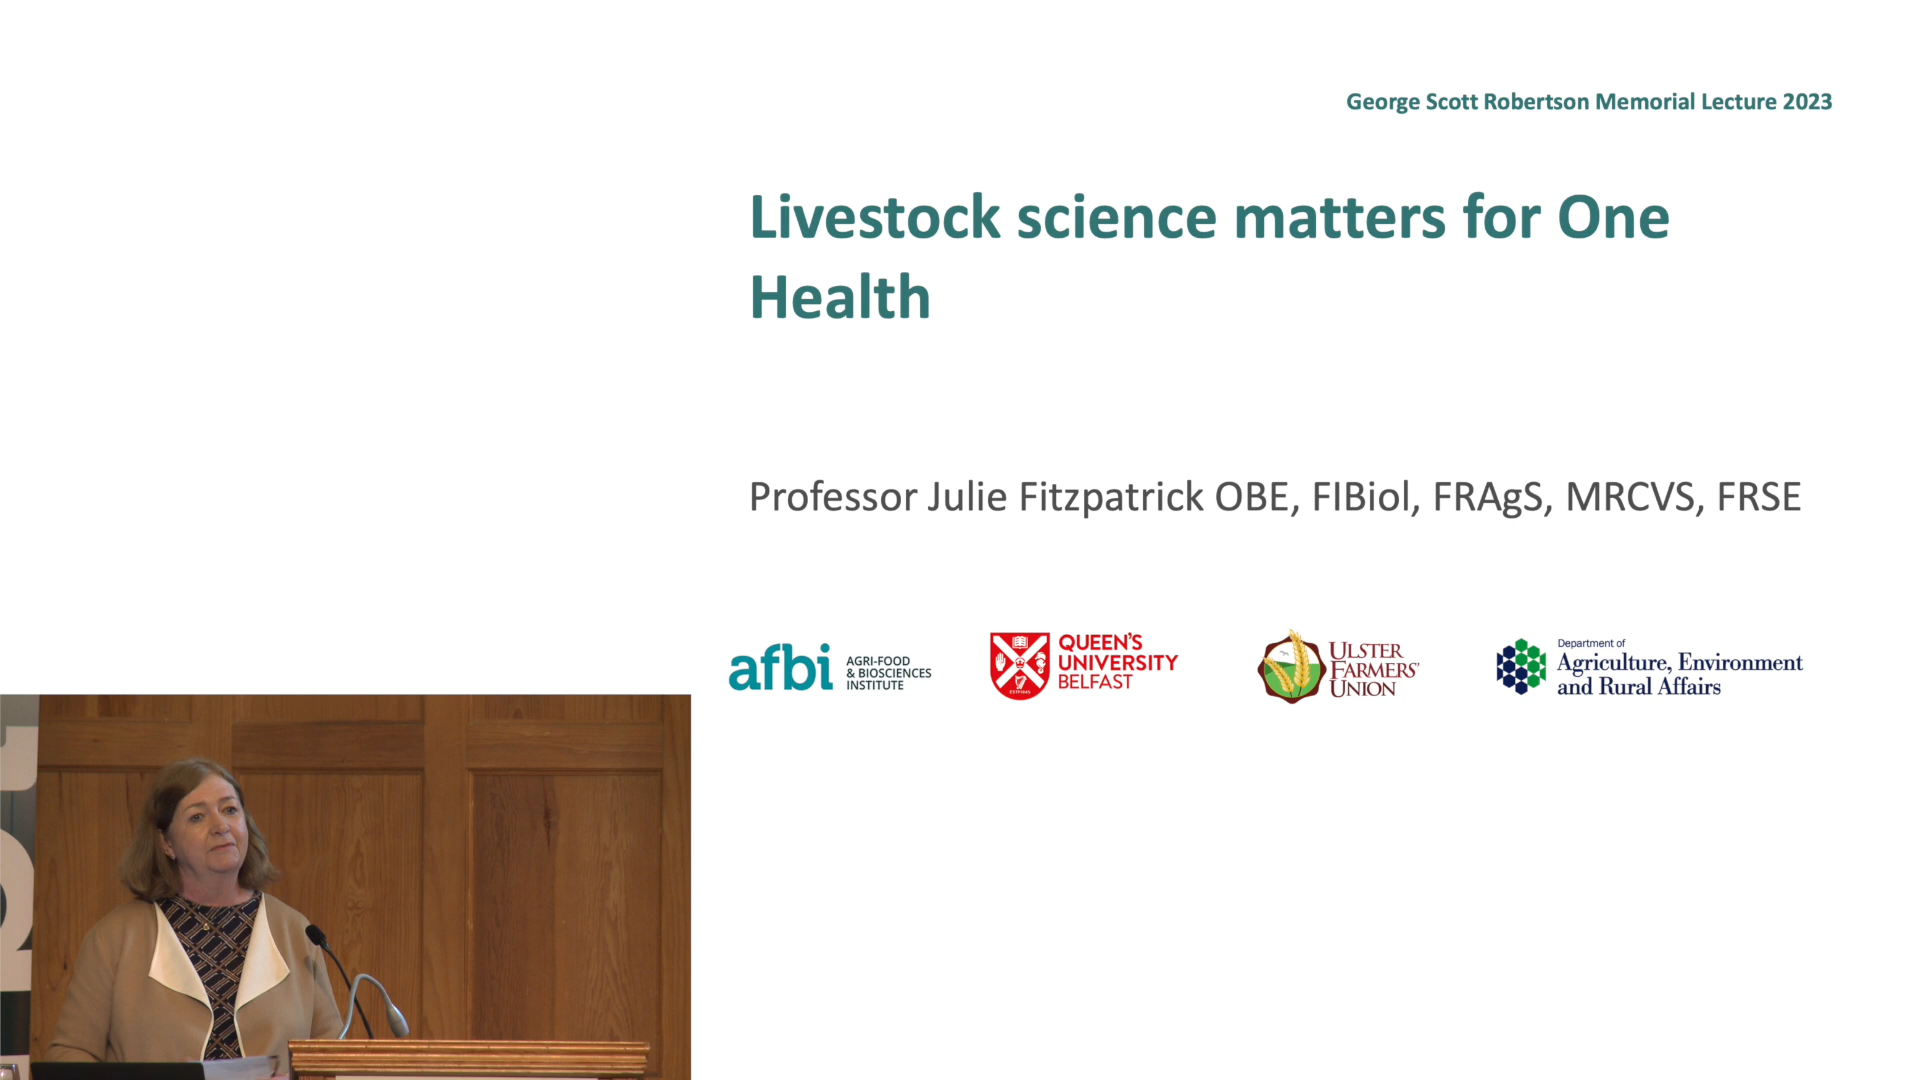 George Scott Robertson Memorial Lecture 2023
Livestock science matters for One
Health
Professor Julie Fitzpatrick OBE, FIBiol, FRAgS, MRCVS, FRSE
afbi
AGRI-FOOD
& BIOSCIENCES
INSTITUTE
QUEEN'S
UNIVERSITY
BELFAST
ESTD1845
ULSTER
FARMERS'
UNION
Department of
Agriculture, Environment
and Rural Affairs